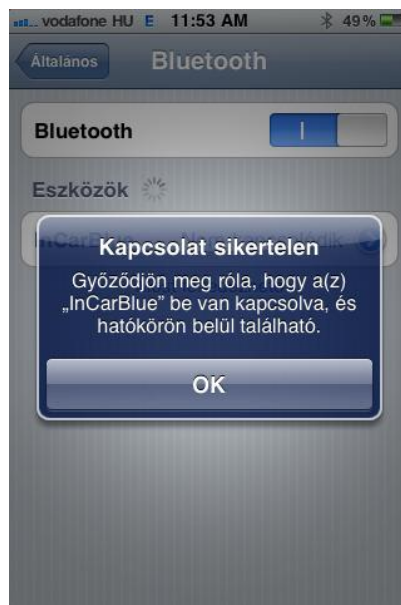 vodafone HU E 11:53 AM 49%
Általános Bluetooth
Bluetooth
Eszközök
InCarBlue
Kapcsolat sikertelen
Győződjön meg róla, hogy a(z)
„InCarBlue” be van kapcsolva, és
hatókörön belül található.
OK